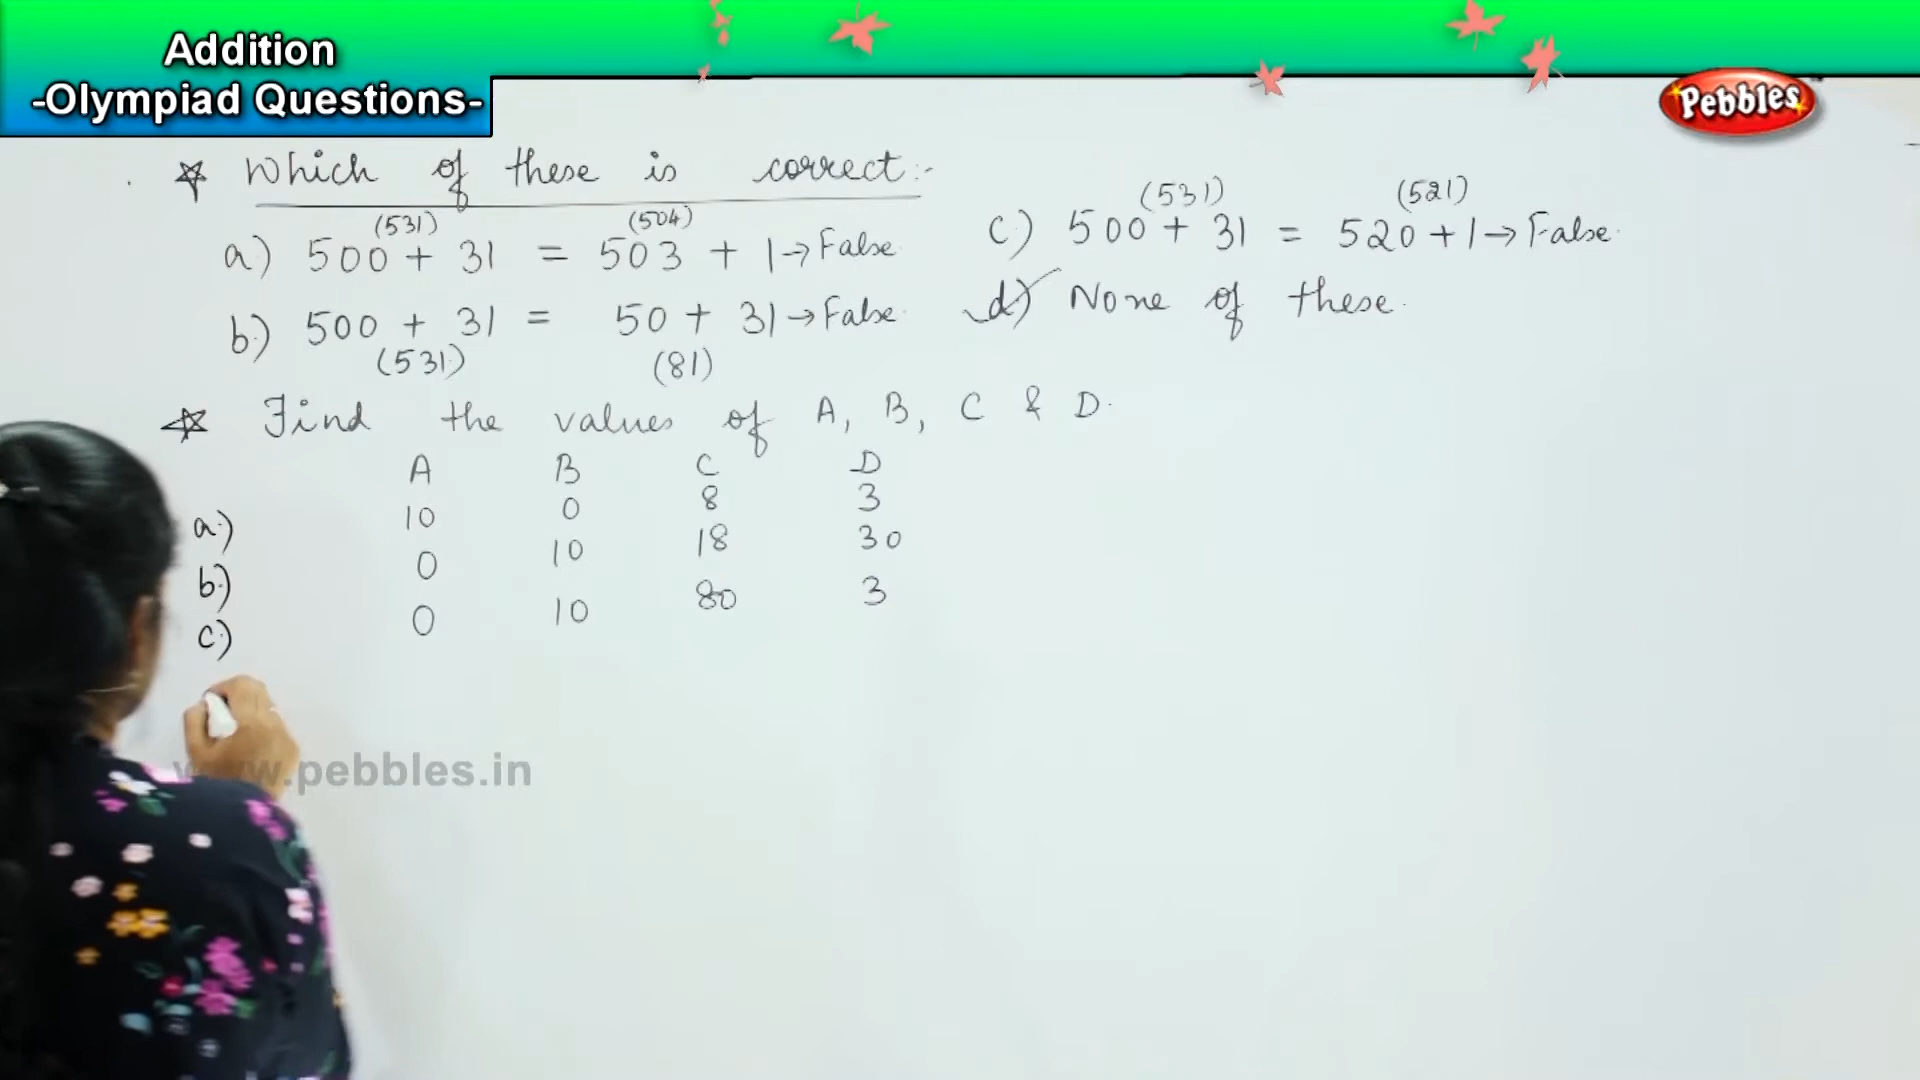 Addition
-Olympiad Questions-
Pebbles
☆ Which of these is correct:-
(531) (504)
a) 500 + 31 = 503 + 1 → False
b) 500 + 31 = 50 + 31 → False
(531) (81)
(531) (521)
c) 500 + 31 = 520 + 1 → False
d) None of these.
☆ Find the values of A, B, C & D.
A B C D
a) 10 0 8 3
b) 0 10 18 30
c) 0 10 80 3
www.pebbles.in